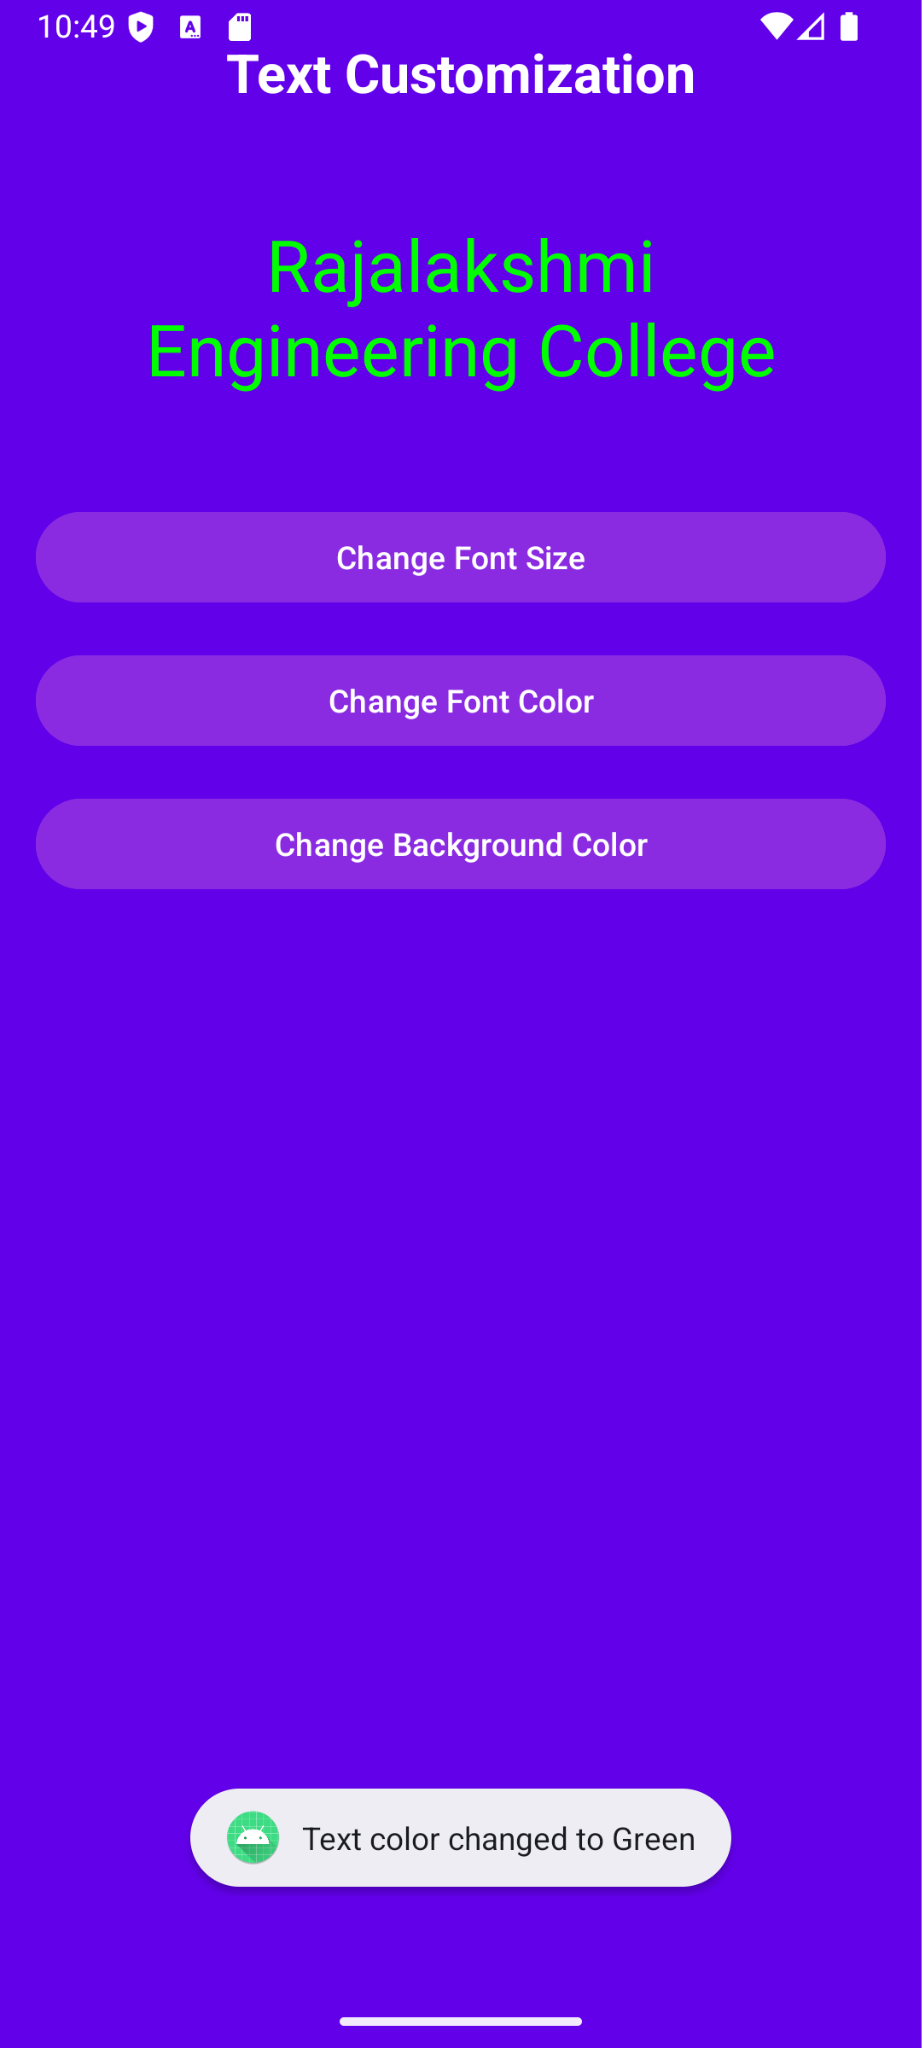 10:49
Text Customization
Rajalakshmi
Engineering College
Change Font Size
Change Font Color
Change Background Color
Text color changed to Green